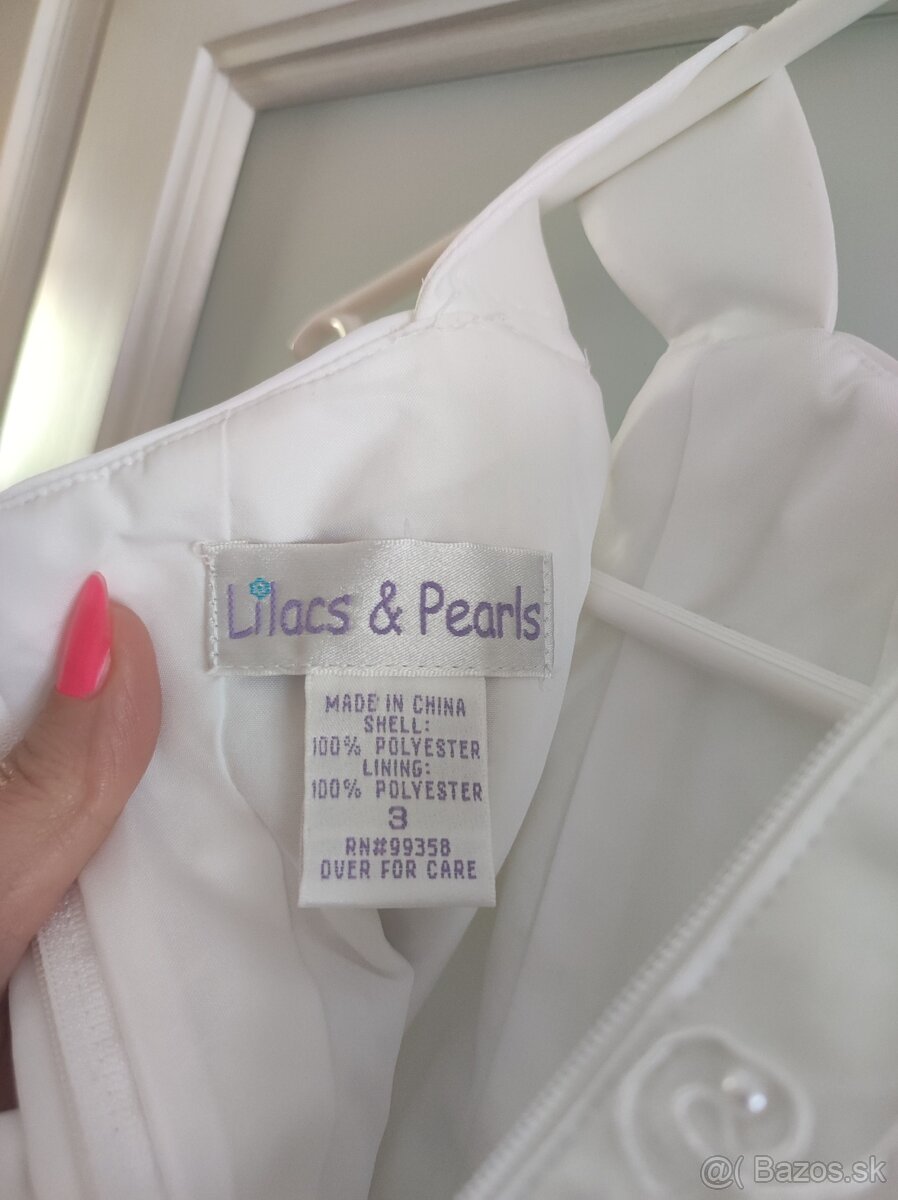 Lilacs & Pearls
MADE IN CHINA
SHELL:
100% POLYESTER
LINING:
100% POLYESTER
3
RN#99358
OVER FOR CARE
@( Bazos.sk